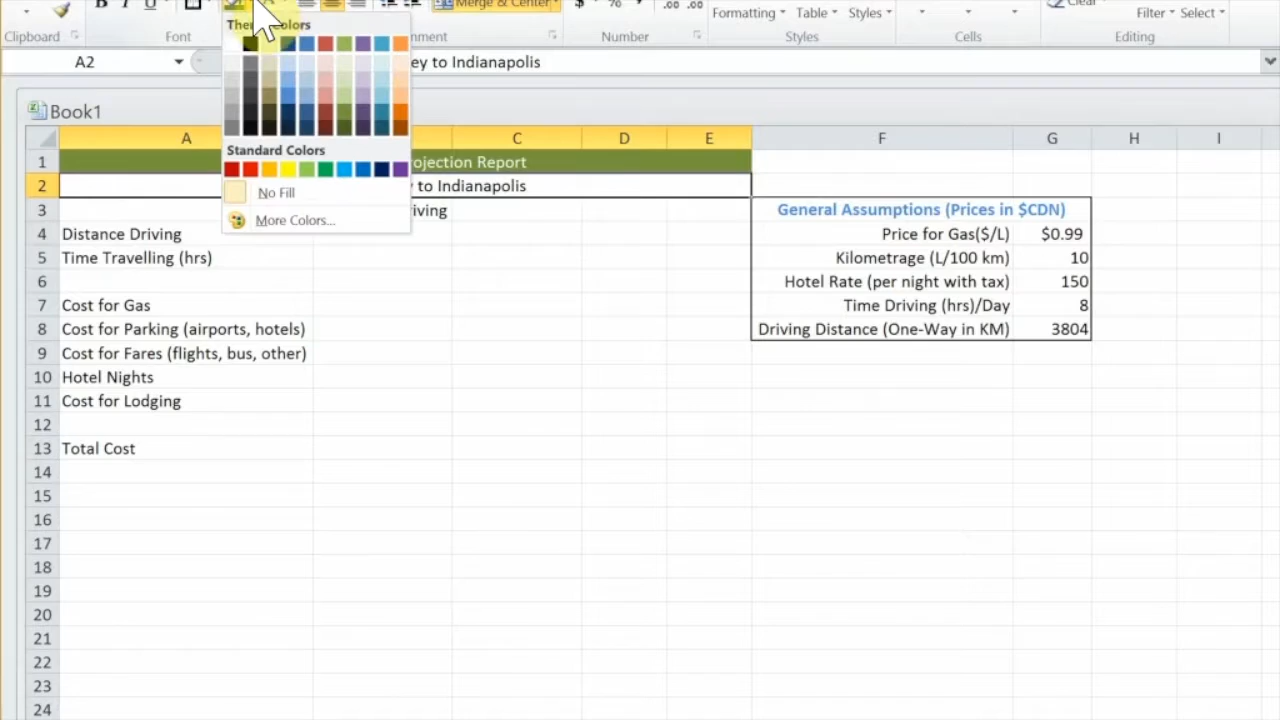 B I U Merge & Center $ % Clear
Formatting Table Styles Filter Select
Clipboard Font Number Styles Cells Editing
Colors
A2 to Indianapolis
Book1
A C D E F G H I
Standard Colors
No Fill
More Colors...
1 Report
2 to Indianapolis
3 General Assumptions (Prices in $CDN)
4 Distance Driving Price for Gas($/L) $0.99
5 Time Travelling (hrs) Kilometrage (L/100 km) 10
6 Hotel Rate (per night with tax) 150
7 Cost for Gas Time Driving (hrs)/Day 8
8 Cost for Parking (airports, hotels) Driving Distance (One-Way in KM) 3804
9 Cost for Fares (flights, bus, other)
10 Hotel Nights
11 Cost for Lodging
12
13 Total Cost
14
15
16
17
18
19
20
21
22
23
24